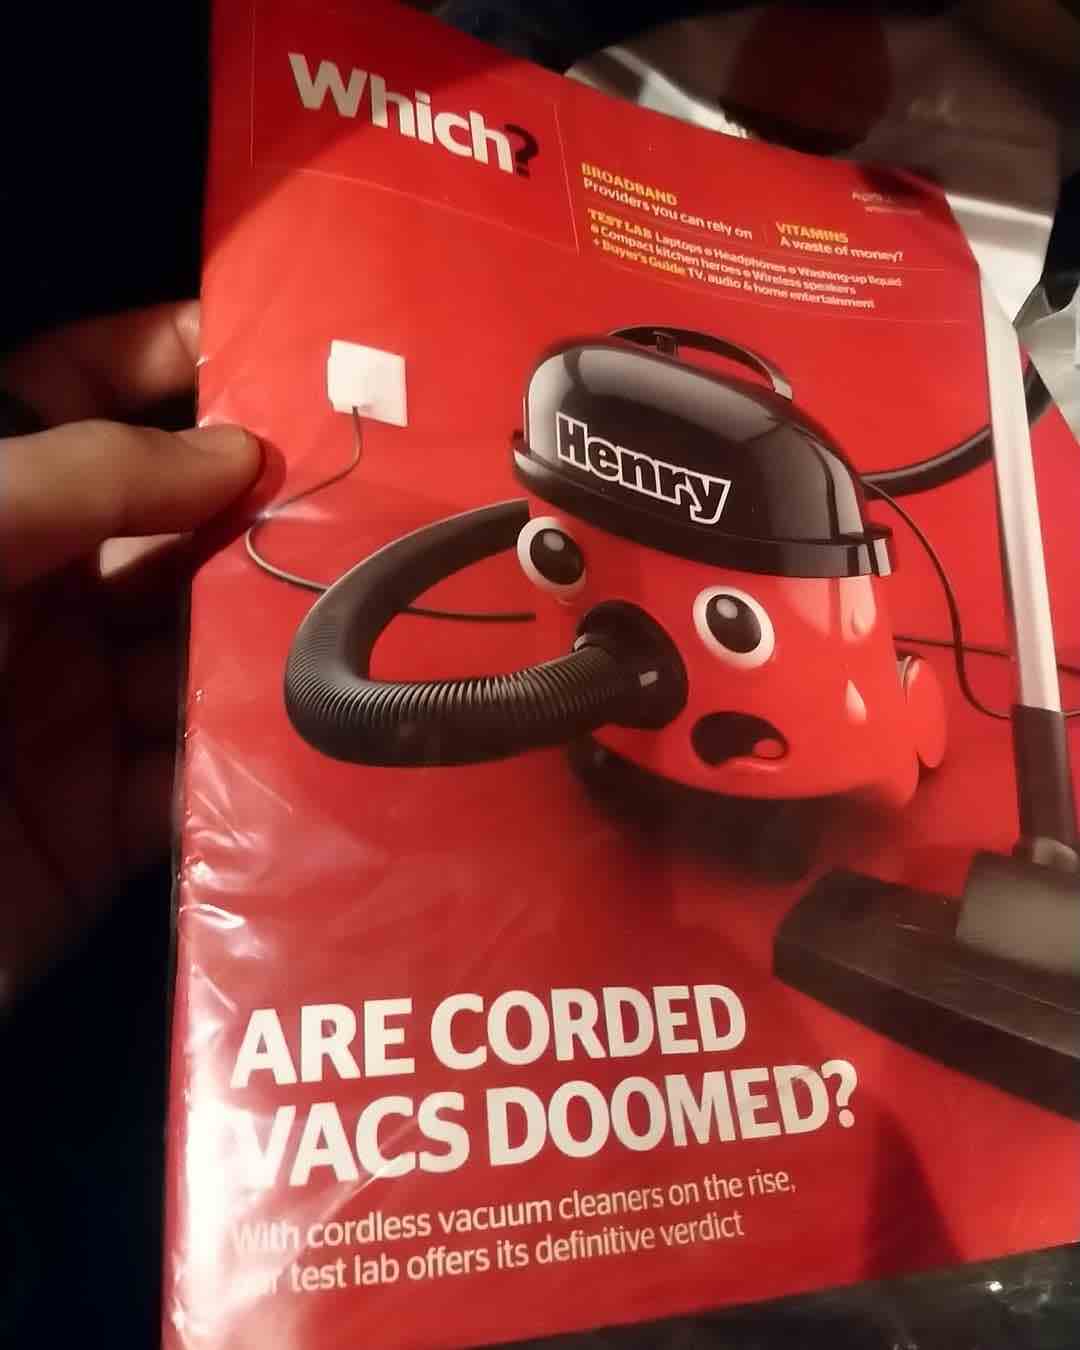 Which?
BROADBAND
Providers you can rely on
VITAMINS
A waste of money?
TEST LAB Laptops • Headphones • Washing-up liquid
• Compact kitchen heroes • Wireless speakers
+ Buyer's Guide TV, audio & home entertainment
April
Henry
ARE CORDED
VACS DOOMED?
With cordless vacuum cleaners on the rise,
our test lab offers its definitive verdict